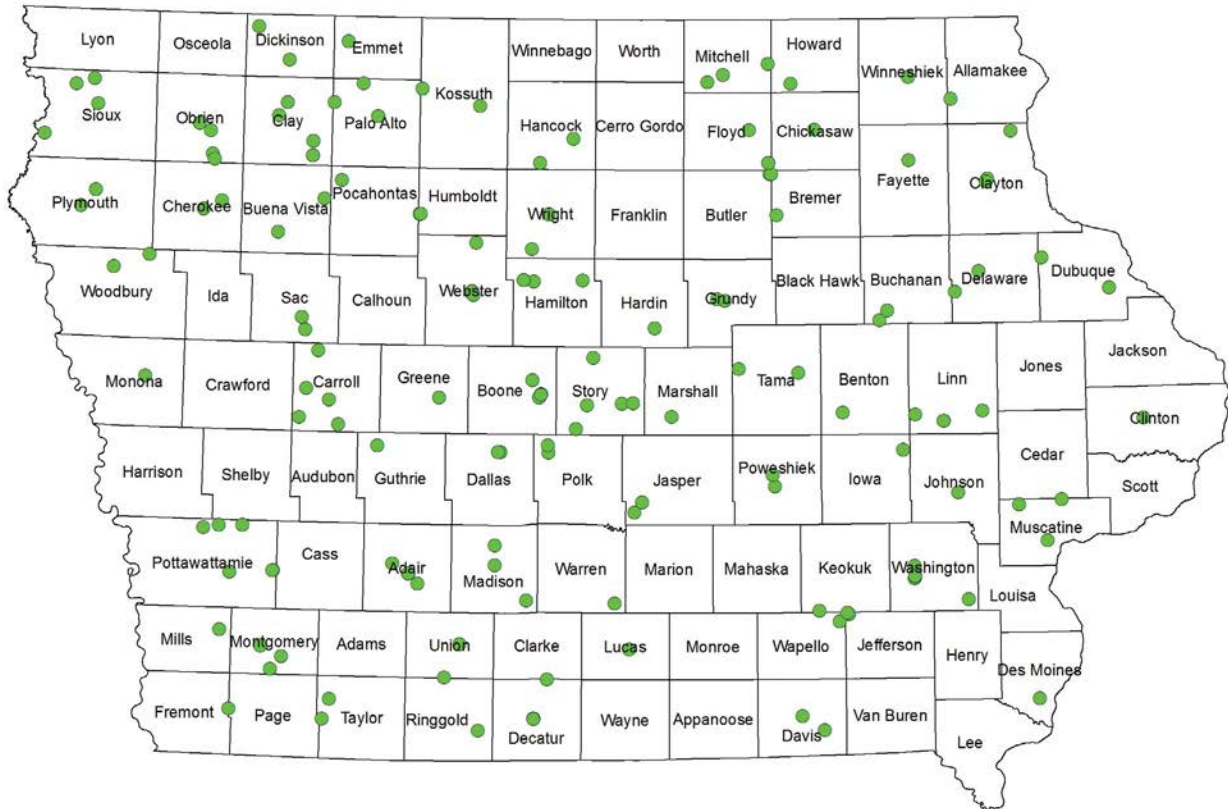 Lyon
Osceola
Dickinson
Emmet
Winnebago
Worth
Mitchell
Howard
Winneshiek
Allamakee
Sioux
Obrien
Clay
Palo Alto
Kossuth
Hancock
Cerro Gordo
Floyd
Chickasaw
Fayette
Clayton
Plymouth
Cherokee
Buena Vista
Pocahontas
Humboldt
Wright
Franklin
Butler
Bremer
Woodbury
Ida
Sac
Calhoun
Webster
Hamilton
Hardin
Grundy
Black Hawk
Buchanan
Delaware
Dubuque
Monona
Crawford
Carroll
Greene
Boone
Story
Marshall
Tama
Benton
Linn
Jones
Jackson
Clinton
Harrison
Shelby
Audubon
Guthrie
Dallas
Polk
Jasper
Poweshiek
Iowa
Johnson
Cedar
Scott
Muscatine
Pottawattamie
Cass
Adair
Madison
Warren
Marion
Mahaska
Keokuk
Washington
Louisa
Mills
Montgomery
Adams
Union
Clarke
Lucas
Monroe
Wapello
Jefferson
Henry
Des Moines
Fremont
Page
Taylor
Ringgold
Decatur
Wayne
Appanoose
Davis
Van Buren
Lee